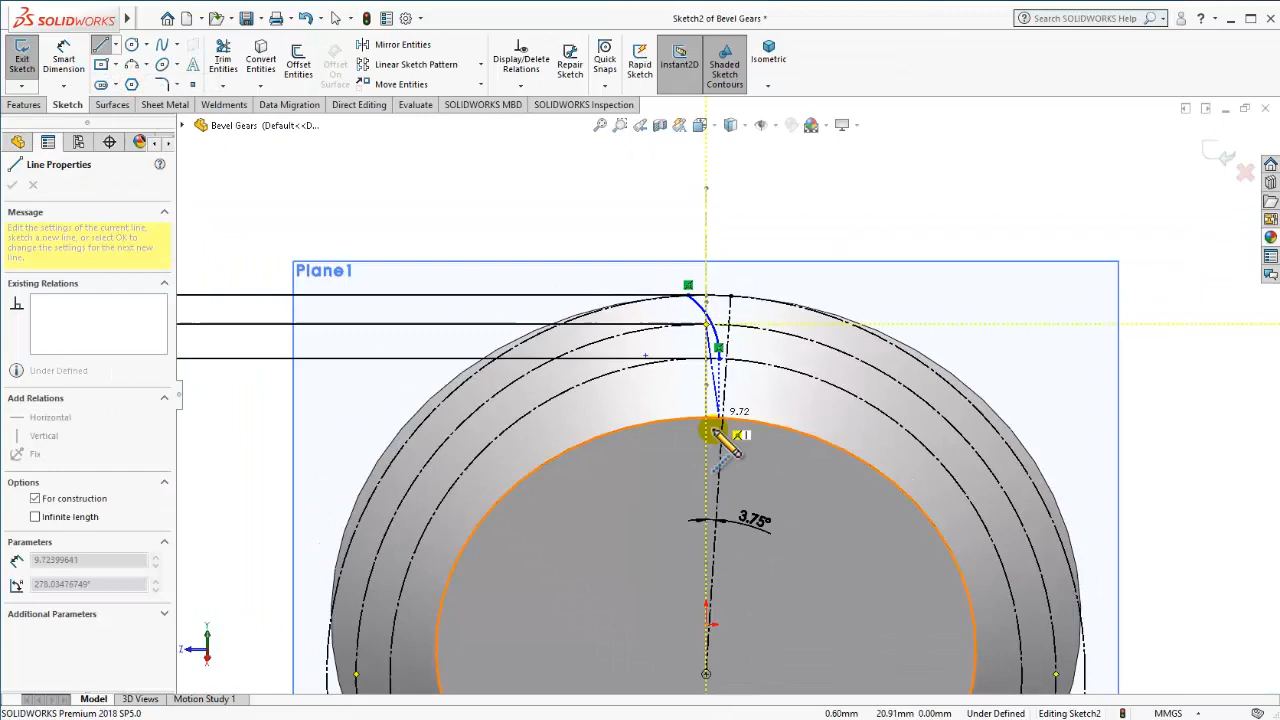 SOLIDWORKS
Sketch2 of Bevel Gears *
Search SOLIDWORKS Help
Exit Sketch
Smart Dimension
Trim Entities
Convert Entities
Offset Entities
Offset On Surface
Mirror Entities
Linear Sketch Pattern
Move Entities
Display/Delete Relations
Repair Sketch
Quick Snaps
Rapid Sketch
Instant2D
Shaded Sketch Contours
Isometric
Features Sketch Surfaces Sheet Metal Weldments Data Migration Direct Editing Evaluate SOLIDWORKS MBD SOLIDWORKS Inspection
Bevel Gears (Default<<D...
Line Properties
Message
Edit the settings of the current line,
sketch a new line, or select OK to
change the settings for the next new
line.
Existing Relations
Under Defined
Add Relations
Horizontal
Vertical
Fix
Options
For construction
Infinite length
Parameters
9.72399641
278.03476749°
Additional Parameters
Plane1
9.72
3.75°
Y
Z
Model 3D Views Motion Study 1
SOLIDWORKS Premium 2018 SP5.0
0.60mm 20.91mm 0.00mm Under Defined Editing Sketch2 MMGS